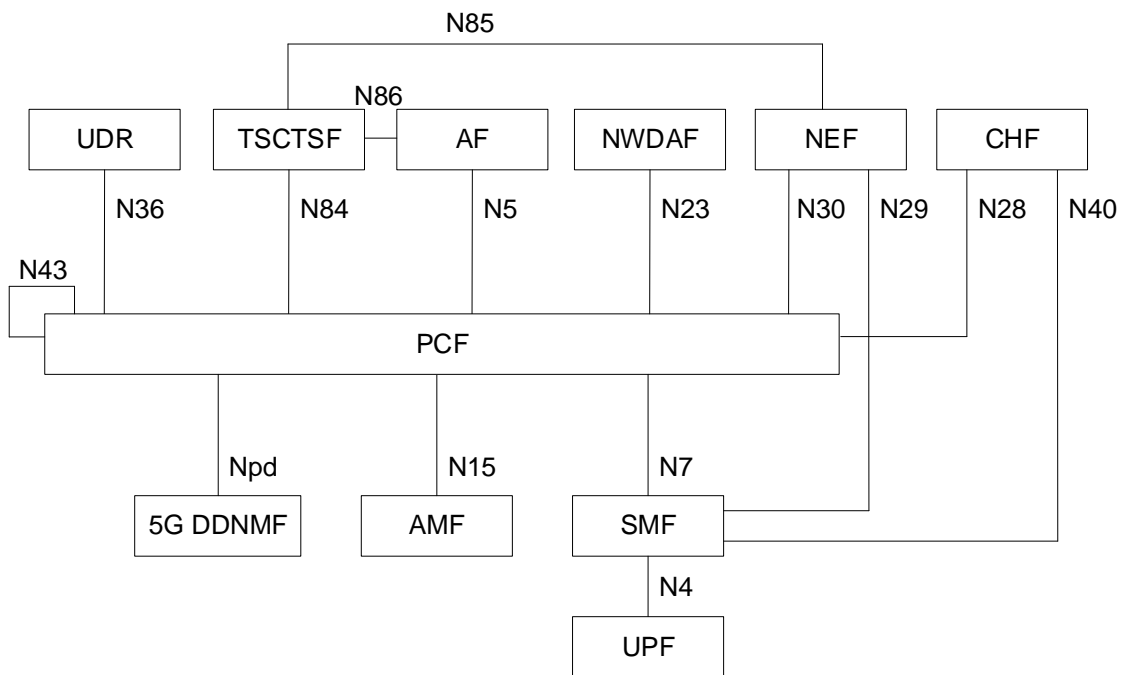 N85
N86
UDR
TSCTSF
AF
NWDAF
NEF
CHF
N36
N84
N5
N23
N30
N29
N28
N40
N43
PCF
Npd
N15
N7
5G DDNMF
AMF
SMF
N4
UPF